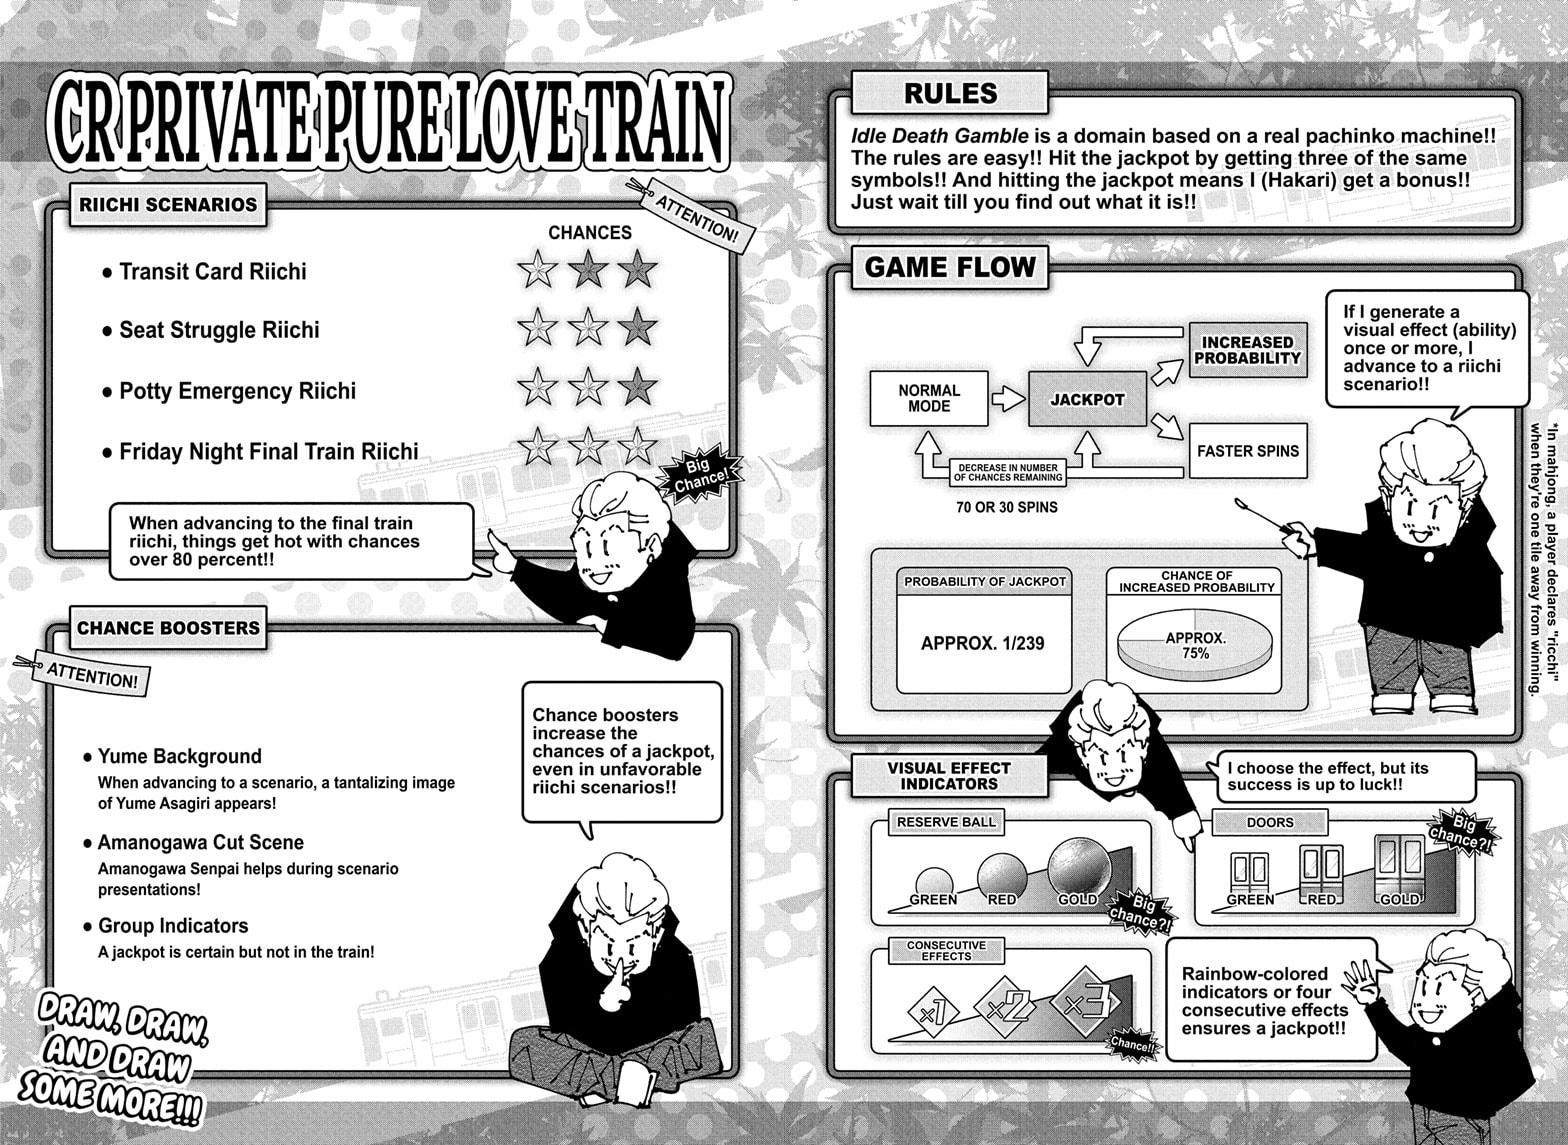 CR PRIVATE PURE LOVE TRAIN
RIICHI SCENARIOS
ATTENTION!
CHANCES
● Transit Card Riichi
● Seat Struggle Riichi
● Potty Emergency Riichi
● Friday Night Final Train Riichi
Big
Chance!
When advancing to the final train
riichi, things get hot with chances
over 80 percent!!
CHANCE BOOSTERS
ATTENTION!
Chance boosters
increase the
chances of a jackpot,
even in unfavorable
riichi scenarios!!
● Yume Background
When advancing to a scenario, a tantalizing image
of Yume Asagiri appears!
● Amanogawa Cut Scene
Amanogawa Senpai helps during scenario
presentations!
● Group Indicators
A jackpot is certain but not in the train!
DRAW, DRAW,
AND DRAW
SOME MORE!!!
RULES
Idle Death Gamble is a domain based on a real pachinko machine!!
The rules are easy!! Hit the jackpot by getting three of the same
symbols!! And hitting the jackpot means I (Hakari) get a bonus!!
Just wait till you find out what it is!!
GAME FLOW
If I generate a
visual effect (ability)
once or more, I
advance to a riichi
scenario!!
NORMAL
MODE
JACKPOT
INCREASED
PROBABILITY
FASTER SPINS
DECREASE IN NUMBER
OF CHANCES REMAINING
70 OR 30 SPINS
*In mahjong, a player declares "ricchi"
when they're one tile away from winning.
PROBABILITY OF JACKPOT
APPROX. 1/239
CHANCE OF
INCREASED PROBABILITY
APPROX.
75%
VISUAL EFFECT
INDICATORS
I choose the effect, but its
success is up to luck!!
RESERVE BALL
GREEN
RED
GOLD
Big
chance?!
DOORS
GREEN
RED
GOLD
Big
chance?!
CONSECUTIVE
EFFECTS
×1
×2
×3
Chance!!
Rainbow-colored
indicators or four
consecutive effects
ensures a jackpot!!